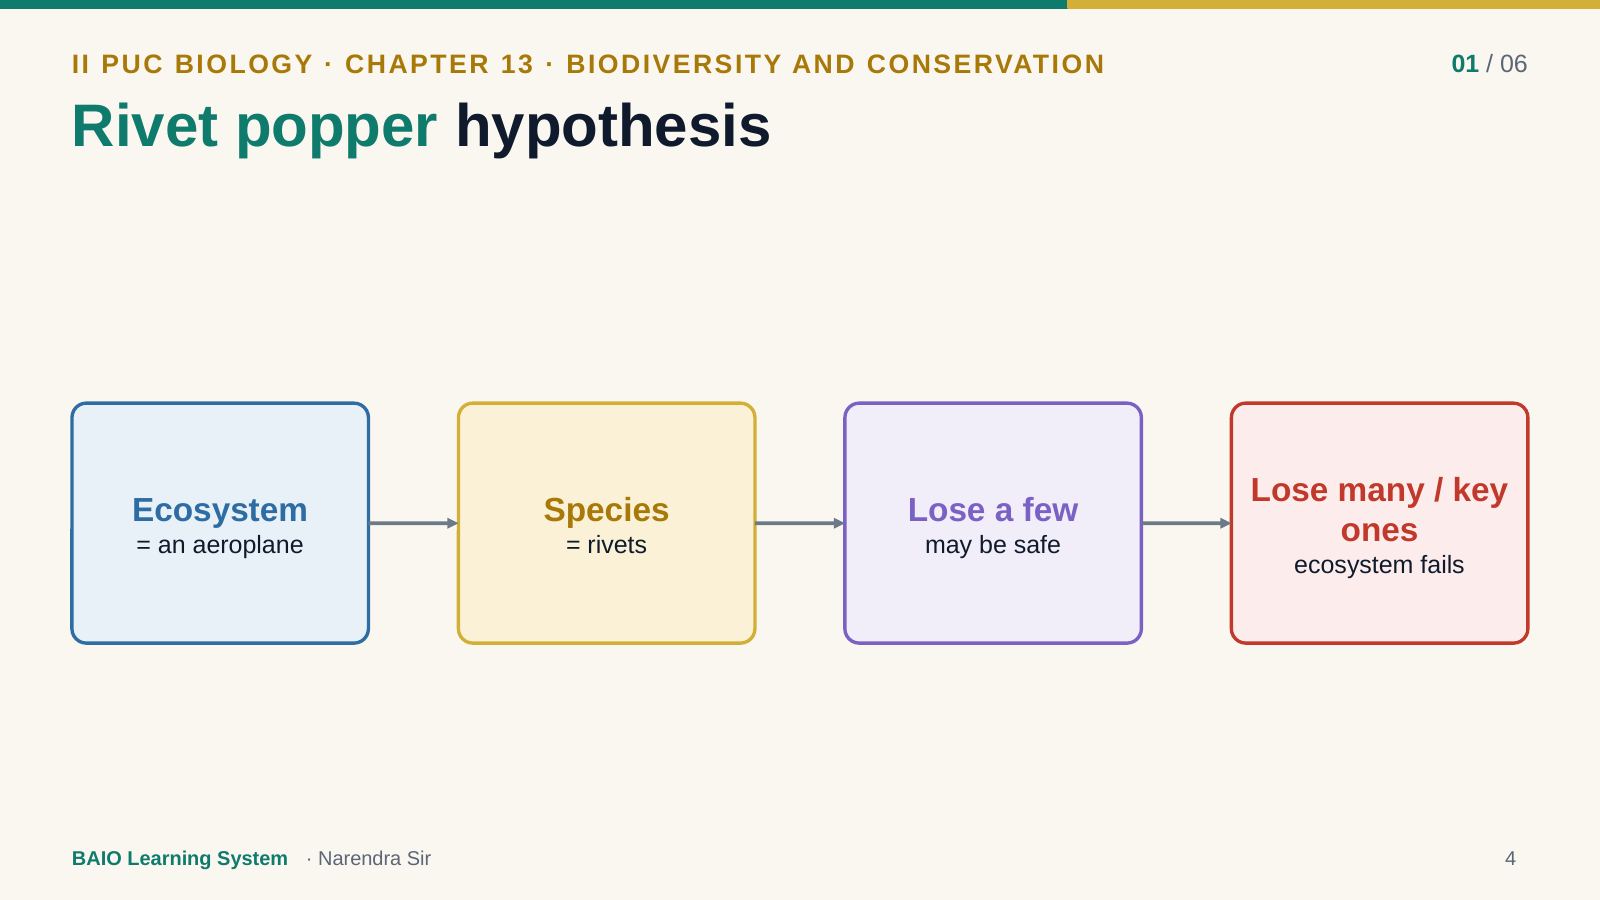 II PUC BIOLOGY · CHAPTER 13 · BIODIVERSITY AND CONSERVATION
01 / 06
Rivet popper hypothesis
Ecosystem
= an aeroplane
Species
= rivets
Lose a few
may be safe
Lose many / key
ones
ecosystem fails
BAIO Learning System · Narendra Sir
4